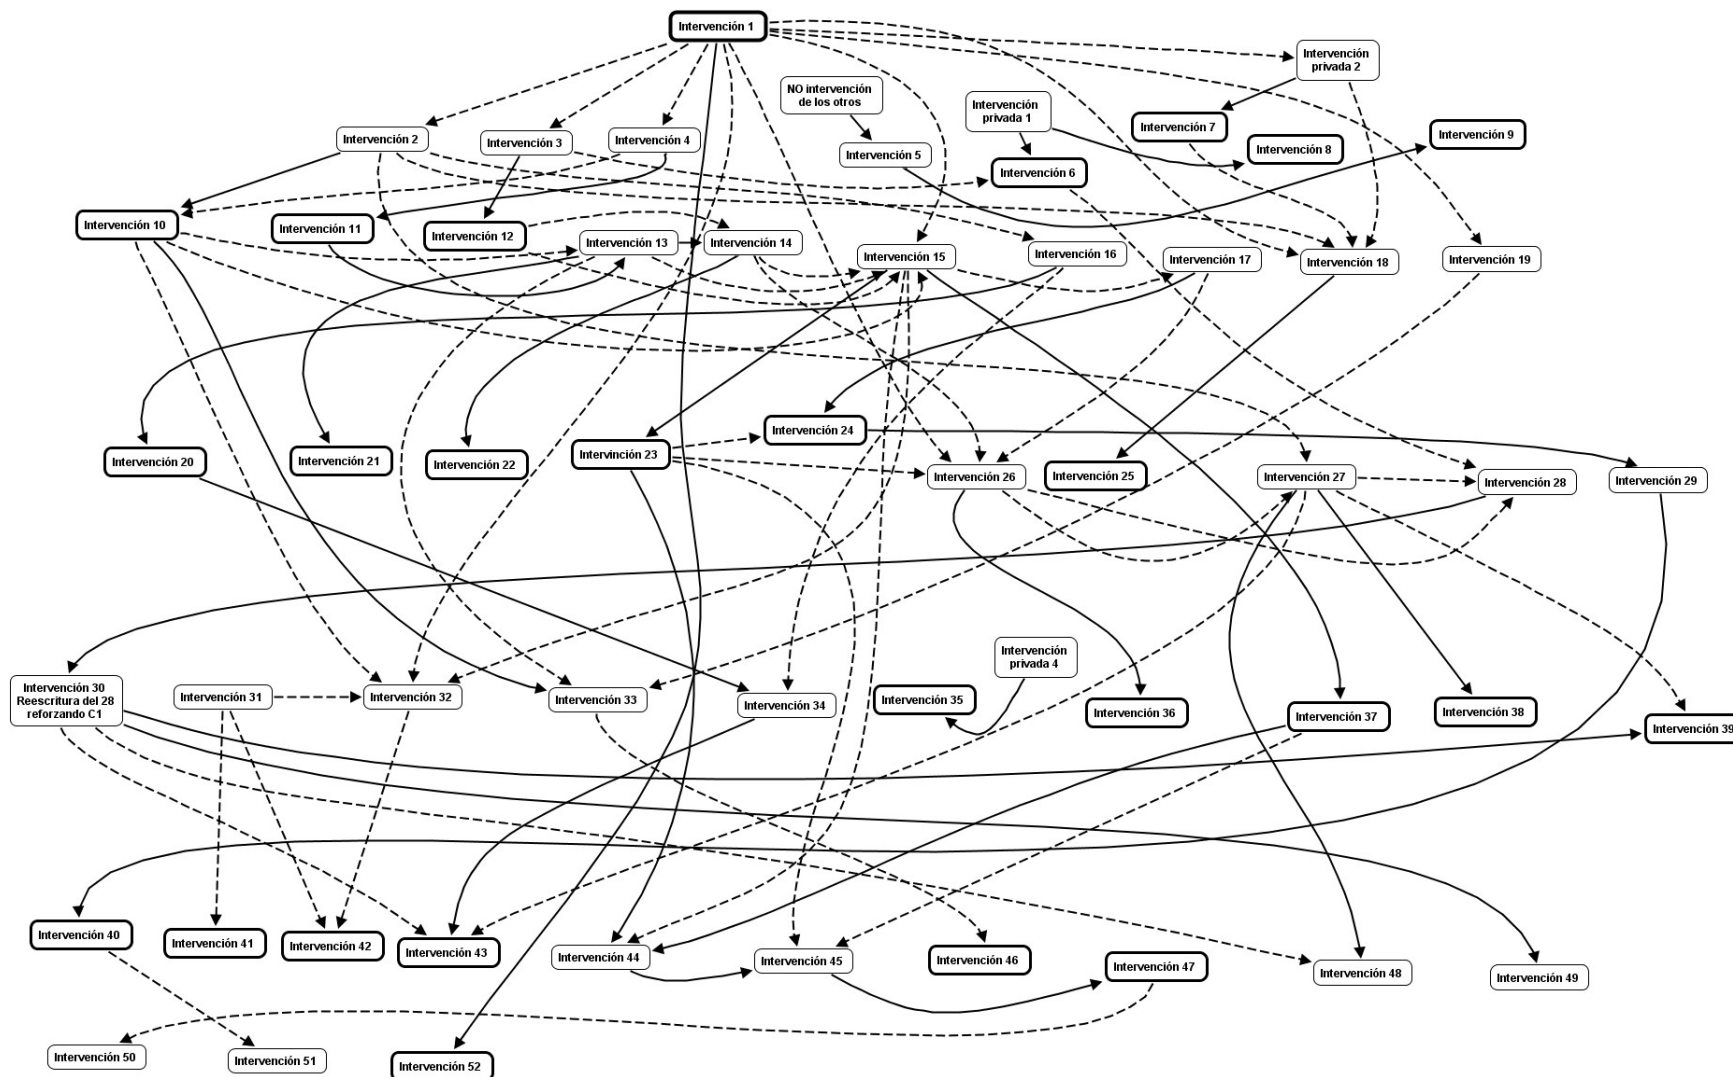 Intervención 1
Intervención
privada 2
NO intervención
de los otros
Intervención
privada 1
Intervención 2
Intervención 3
Intervención 4
Intervención 5
Intervención 6
Intervención 7
Intervención 8
Intervención 9
Intervención 10
Intervención 11
Intervención 12
Intervención 13
Intervención 14
Intervención 15
Intervención 16
Intervención 17
Intervención 18
Intervención 19
Intervención 20
Intervención 21
Intervención 22
Intervinción 23
Intervención 24
Intervención 25
Intervención 26
Intervención 27
Intervención 28
Intervención 29
Intervención 30
Reescritura del 28
reforzando C1
Intervención 31
Intervención 32
Intervención 33
Intervención 34
Intervención
privada 4
Intervención 35
Intervención 36
Intervención 37
Intervención 38
Intervención 39
Intervención 40
Intervención 41
Intervención 42
Intervención 43
Intervención 44
Intervención 45
Intervención 46
Intervención 47
Intervención 48
Intervención 49
Intervención 50
Intervención 51
Intervención 52